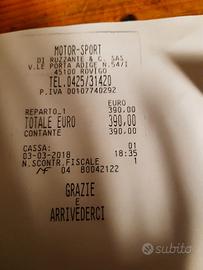 MOTOR-SPORT
DI RUZZANTE & C. SAS
V.LE PORTA ADIGE N.54/I
45100 ROVIGO
TEL.0425/31420
P.IVA 00107740292
EURO
REPARTO_1 390,00
TOTALE EURO 390,00
CONTANTE 390,00
CASSA: 01
03-03-2018 18:35
N.SCONTR.FISCALE 1
MF 04 80042122
GRAZIE
E
ARRIVEDERCI
subito